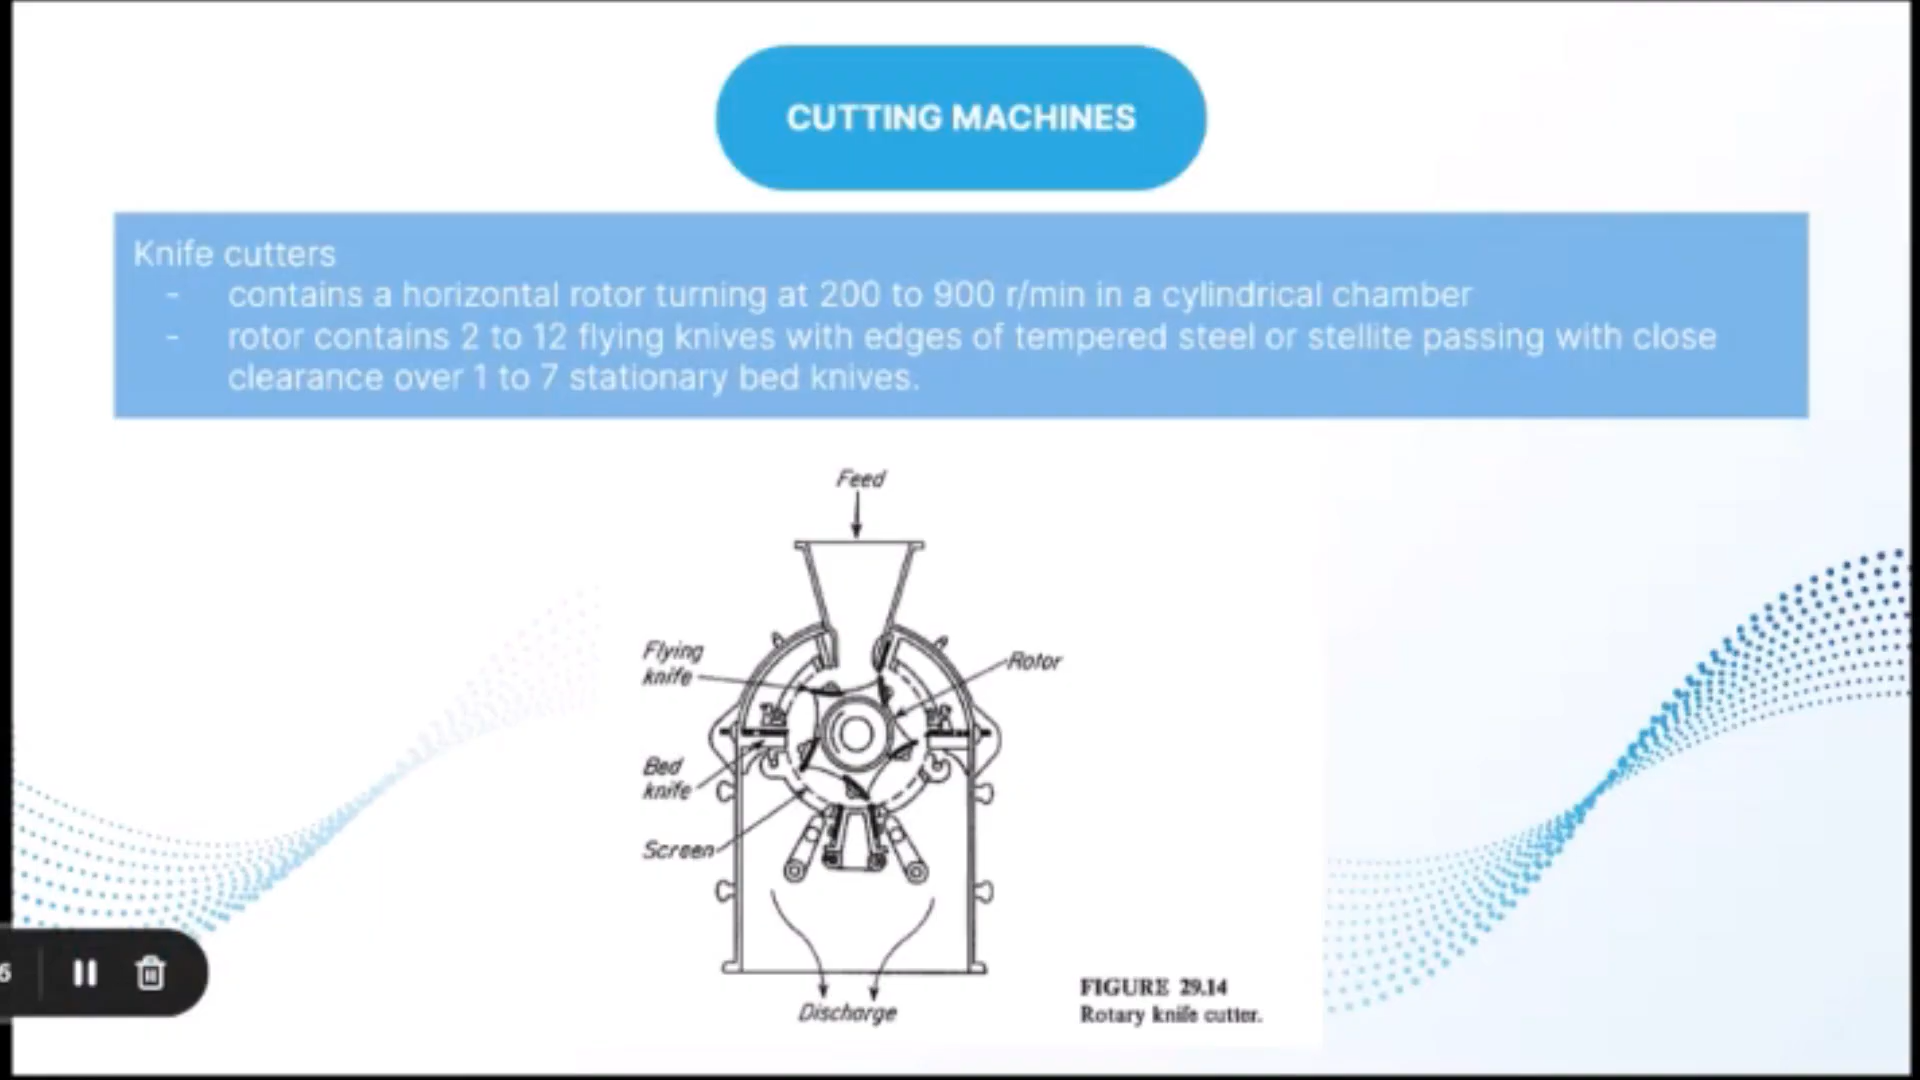 CUTTING MACHINES
Knife cutters
- contains a horizontal rotor turning at 200 to 900 r/min in a cylindrical chamber
- rotor contains 2 to 12 flying knives with edges of tempered steel or stellite passing with close
clearance over 1 to 7 stationary bed knives.
Feed
Flying
knife
Rotor
Bed
knife
Screen
Discharge
FIGURE 29.14
Rotary knife cutter.